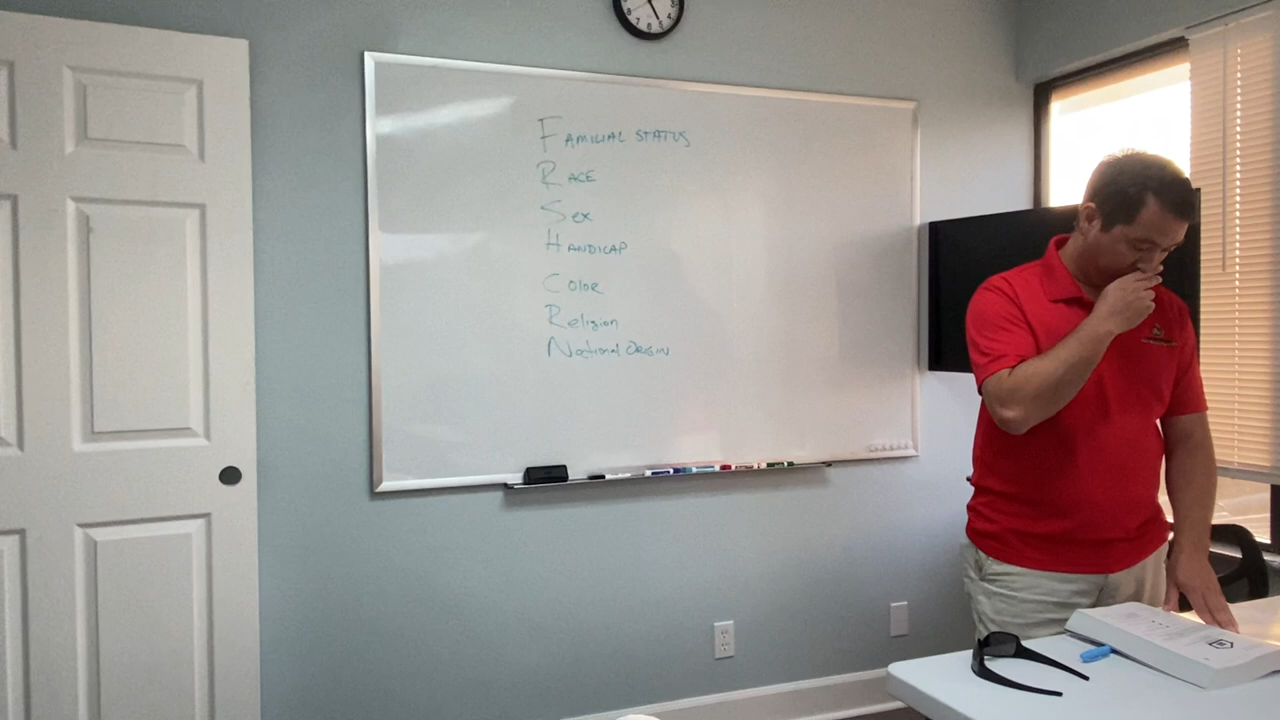 FAMILIAL STATUS
RACE
Sex
HANDICAP
Color
Religion
National ORIGIN